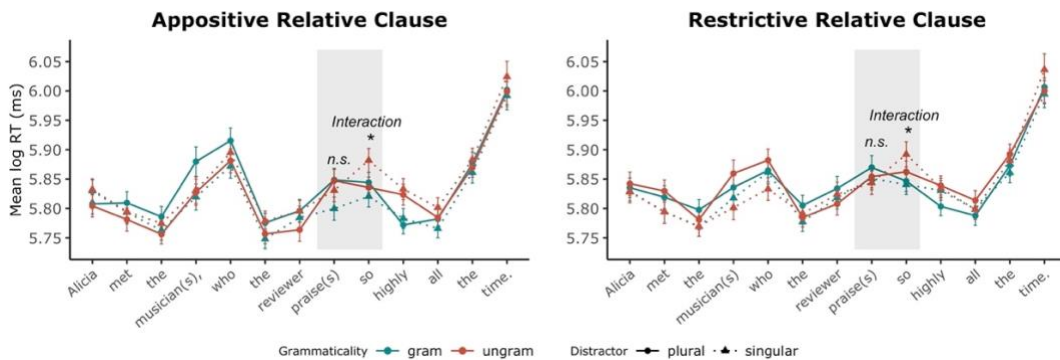 Appositive Relative Clause
Mean log RT (ms)
6.05
6.00
5.95
5.90
5.85
5.80
5.75
Interaction
*
n.s.
Alicia
met
the
musician(s),
who
the
reviewer
praise(s)
so
highly
all
the
time.
Restrictive Relative Clause
6.05
6.00
5.95
5.90
5.85
5.80
5.75
Interaction
*
n.s.
Alicia
met
the
musician(s)
who
the
reviewer
praise(s)
so
highly
all
the
time.
Grammaticality gram ungram Distractor plural singular